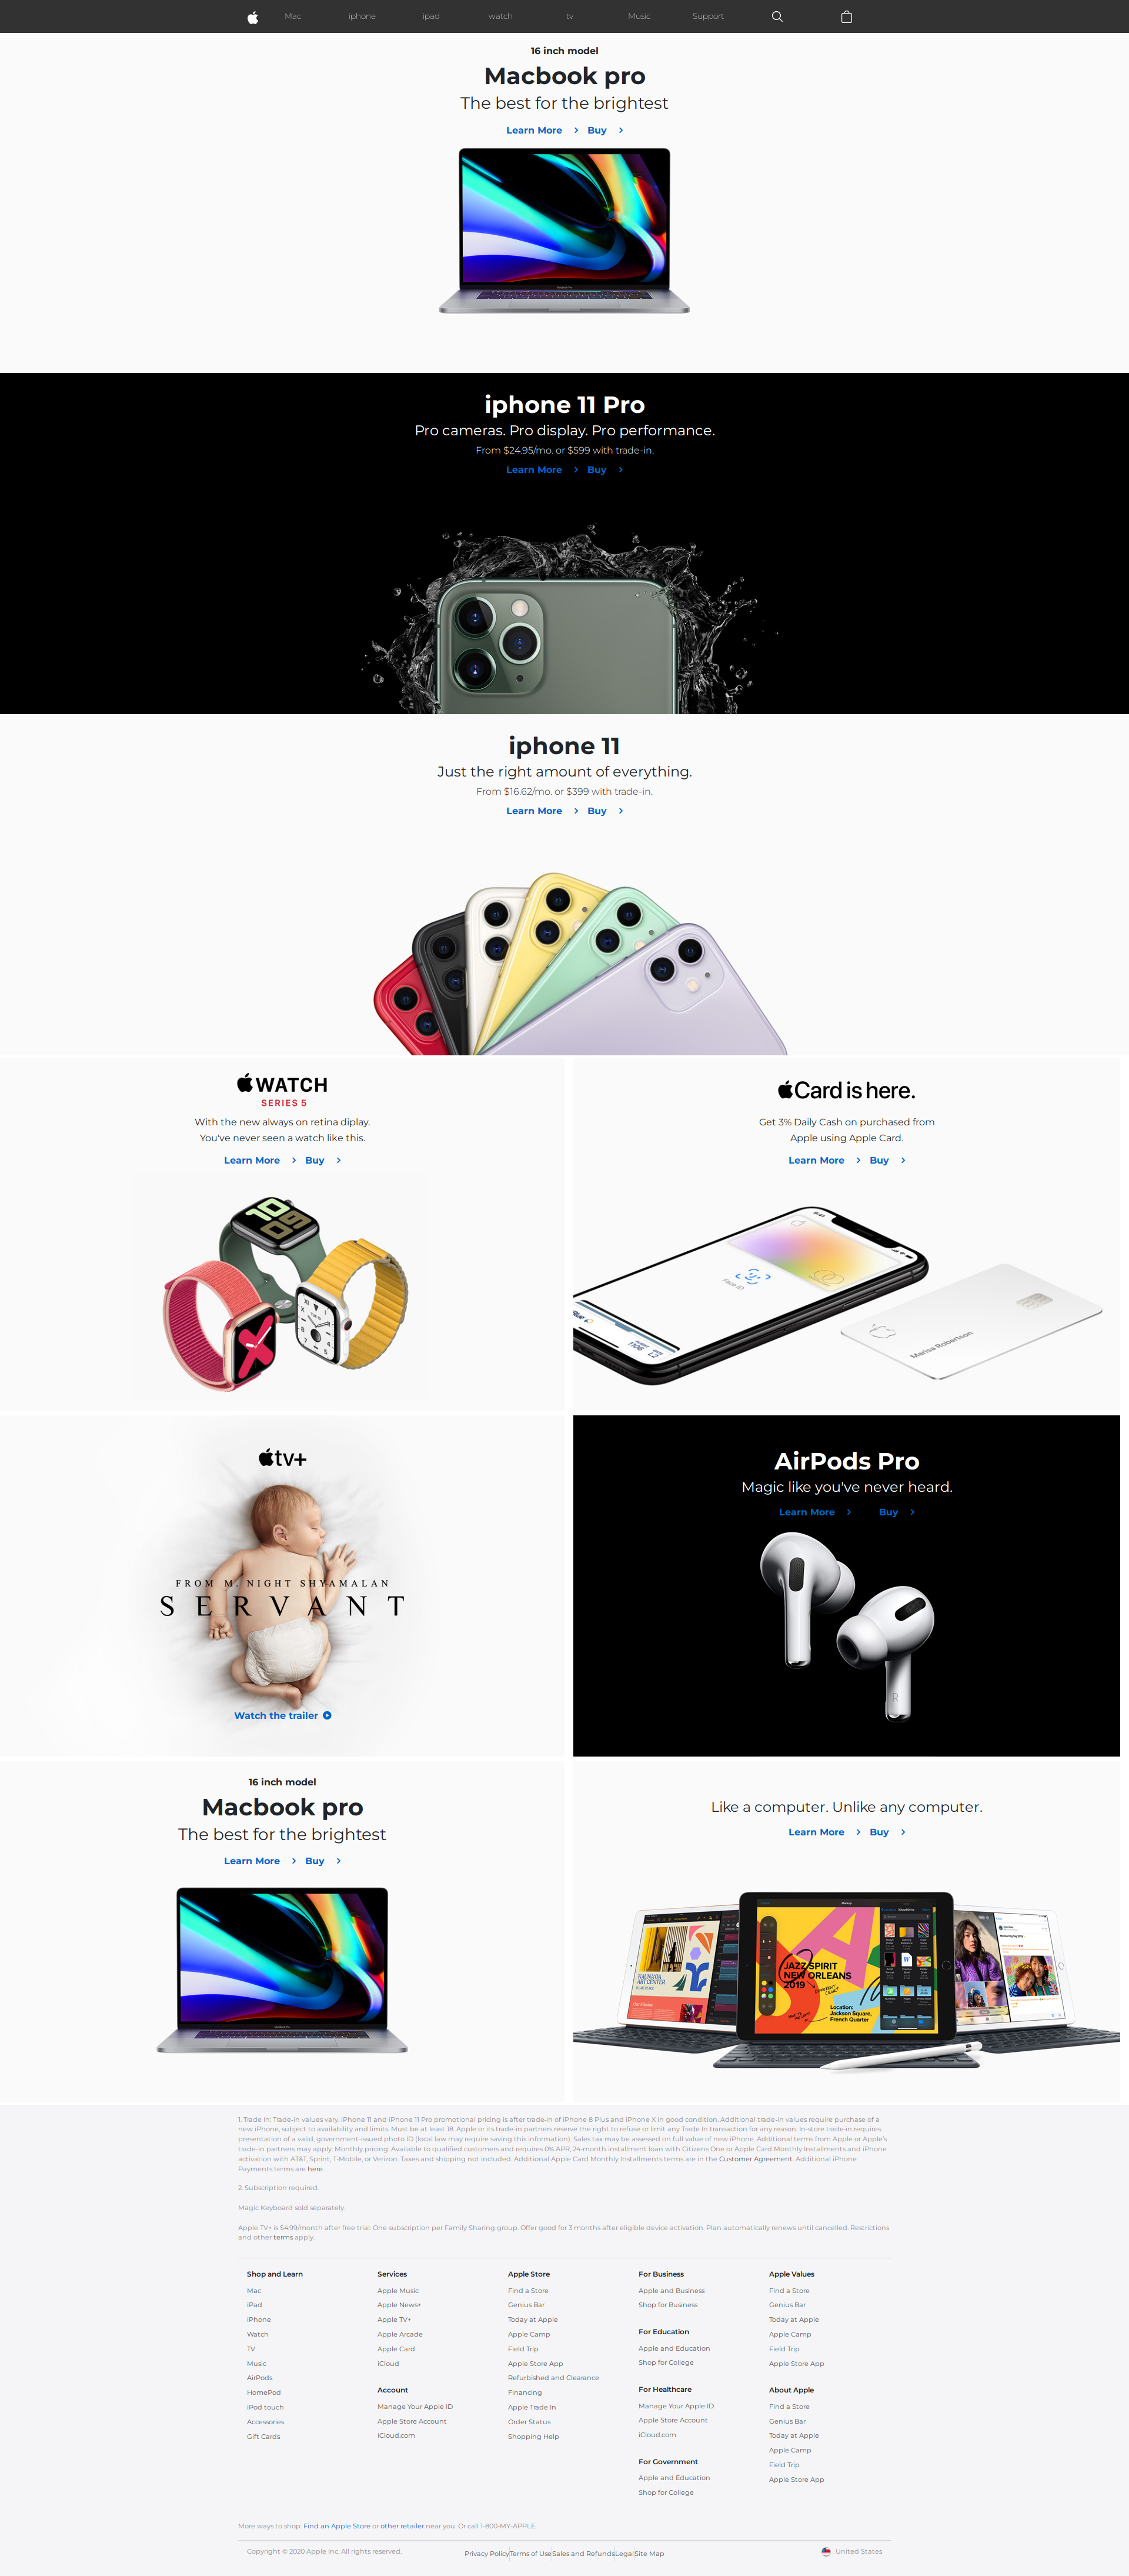 Mac iphone ipad watch tv Music Support
16 inch model
Macbook pro
The best for the brightest
Learn More Buy
iphone 11 Pro
Pro cameras. Pro display. Pro performance.
From $24.95/mo. or $599 with trade-in.
Learn More Buy
iphone 11
Just the right amount of everything.
From $16.62/mo. or $399 with trade-in.
Learn More Buy
WATCH
SERIES 5
With the new always on retina diplay.
You've never seen a watch like this.
Learn More Buy
10
09
Card is here.
Get 3% Daily Cash on purchased from
Apple using Apple Card.
Learn More Buy
Face ID
Marisa Robertson
tv+
FROM M. NIGHT SHYAMALAN
SERVANT
Watch the trailer
AirPods Pro
Magic like you've never heard.
Learn More Buy
R
16 inch model
Macbook pro
The best for the brightest
Learn More Buy
Like a computer. Unlike any computer.
Learn More Buy
JAZZ SPIRIT
NEW ORLEANS
2019
Location:
Jackson Square,
French Quarter
1. Trade In: Trade‑in values vary. iPhone 11 and iPhone 11 Pro promotional pricing is after trade‑in of iPhone 8 Plus and iPhone X in good condition. Additional trade‑in values require purchase of a
new iPhone, subject to availability and limits. Must be at least 18. Apple or its trade-in partners reserve the right to refuse or limit any Trade In transaction for any reason. In‑store trade‑in requires
presentation of a valid, government-issued photo ID (local law may require saving this information). Sales tax may be assessed on full value of new iPhone. Additional terms from Apple or Apple's
trade-in partners may apply. Monthly pricing: Available to qualified customers and requires 0% APR, 24-month installment loan with Citizens One or Apple Card Monthly Installments and iPhone
activation with AT&T, Sprint, T-Mobile, or Verizon. Taxes and shipping not included. Additional Apple Card Monthly Installments terms are in the Customer Agreement. Additional iPhone
Payments terms are here.
2. Subscription required.
Magic Keyboard sold separately.
Apple TV+ is $4.99/month after free trial. One subscription per Family Sharing group. Offer good for 3 months after eligible device activation. Plan automatically renews until cancelled. Restrictions
and other terms apply.
Shop and Learn
Mac
iPad
iPhone
Watch
TV
Music
AirPods
HomePod
iPod touch
Accessories
Gift Cards
Services
Apple Music
Apple News+
Apple TV+
Apple Arcade
Apple Card
iCloud
Account
Manage Your Apple ID
Apple Store Account
iCloud.com
Apple Store
Find a Store
Genius Bar
Today at Apple
Apple Camp
Field Trip
Apple Store App
Refurbished and Clearance
Financing
Apple Trade In
Order Status
Shopping Help
For Business
Apple and Business
Shop for Business
For Education
Apple and Education
Shop for College
For Healthcare
Manage Your Apple ID
Apple Store Account
iCloud.com
For Government
Apple and Education
Shop for College
Apple Values
Find a Store
Genius Bar
Today at Apple
Apple Camp
Field Trip
Apple Store App
About Apple
Find a Store
Genius Bar
Today at Apple
Apple Camp
Field Trip
Apple Store App
More ways to shop: Find an Apple Store or other retailer near you. Or call 1-800-MY-APPLE.
Copyright © 2020 Apple Inc. All rights reserved. Privacy Policy|Terms of Use|Sales and Refunds|Legal|Site Map United States